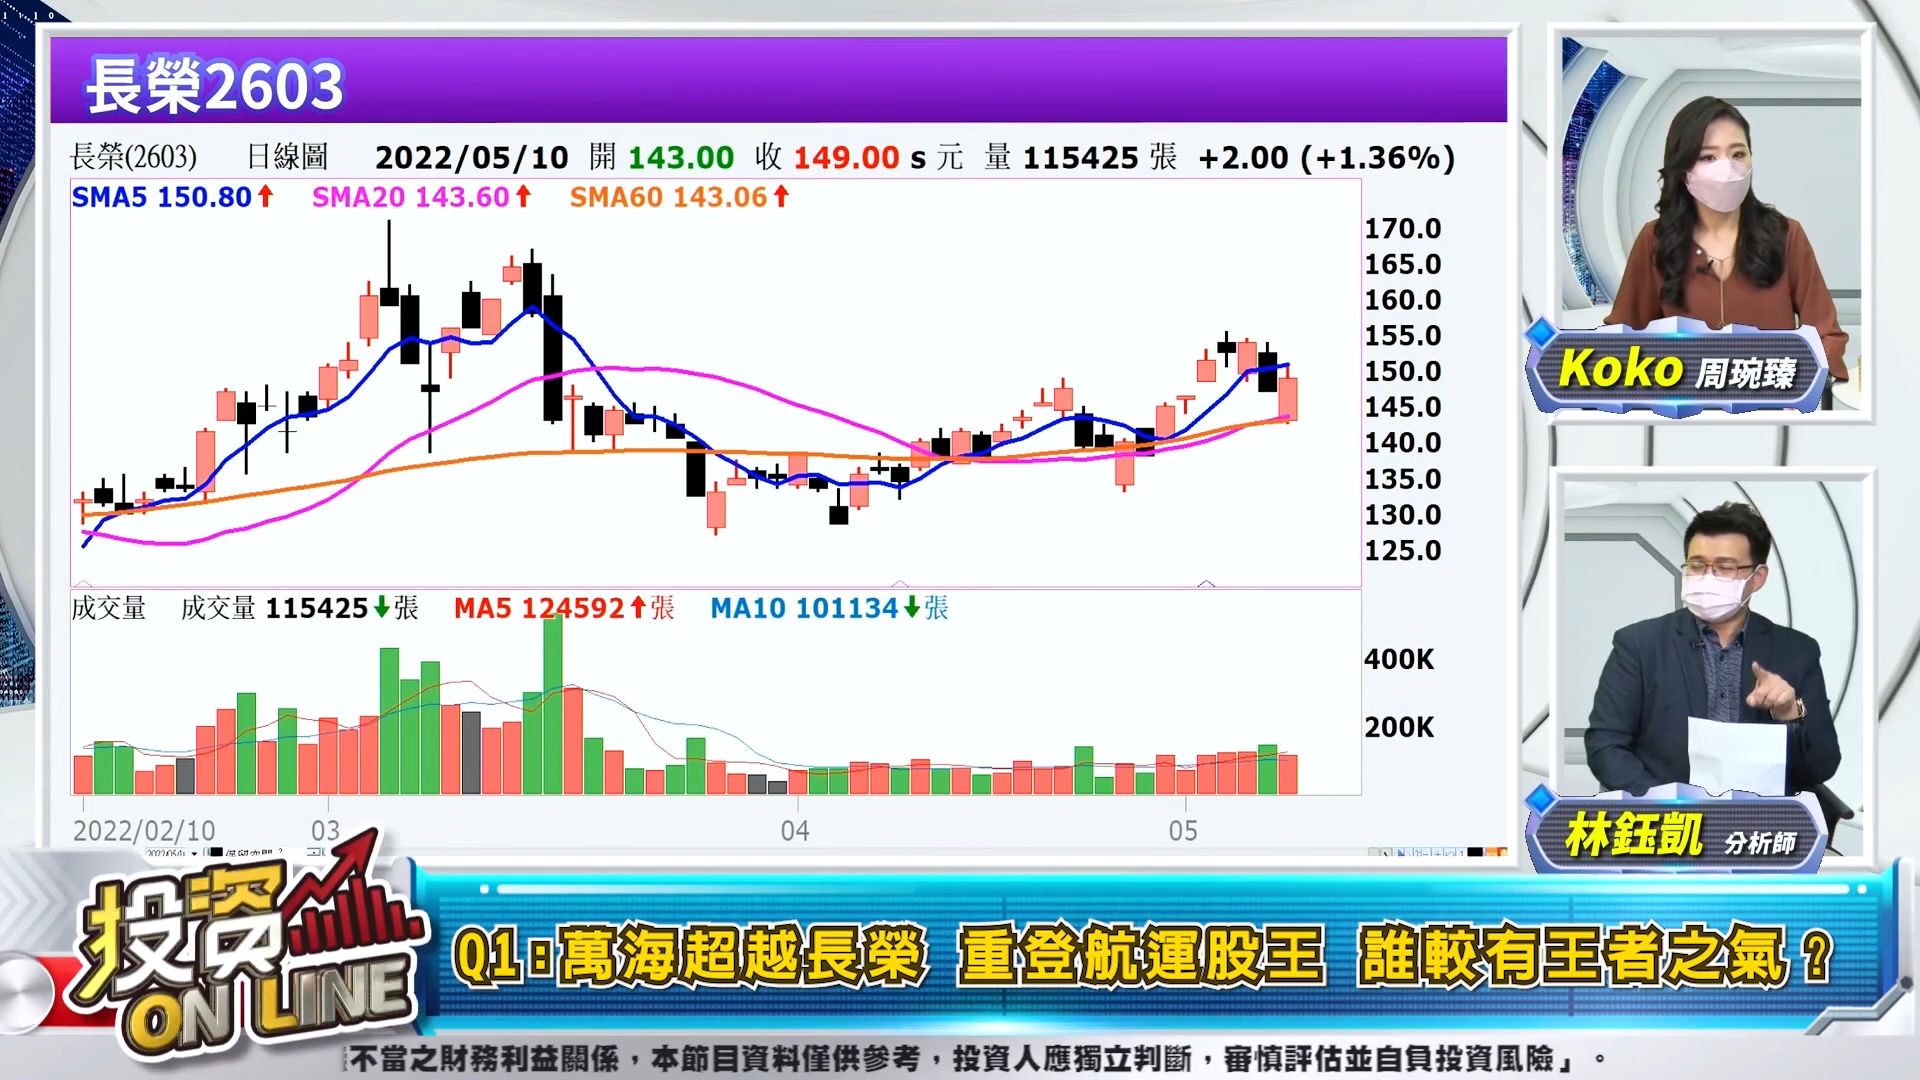 長榮2603
長榮(2603) 日線圖 2022/05/10 開 143.00 收 149.00 s 元 量 115425 張 +2.00 (+1.36%)
SMA5 150.80↑ SMA20 143.60↑ SMA60 143.06↑
170.0
165.0
160.0
155.0
150.0
145.0
140.0
135.0
130.0
125.0
成交量 成交量 115425↓張 MA5 124592↑張 MA10 101134↓張
400K
200K
2022/02/10 03 04 05
Koko 周琬臻
林鈺凱 分析師
投資
ON LINE
Q1:萬海超越長榮 重登航運股王 誰較有王者之氣？
不當之財務利益關係，本節目資料僅供參考，投資人應獨立判斷，審慎評估並自負投資風險」。